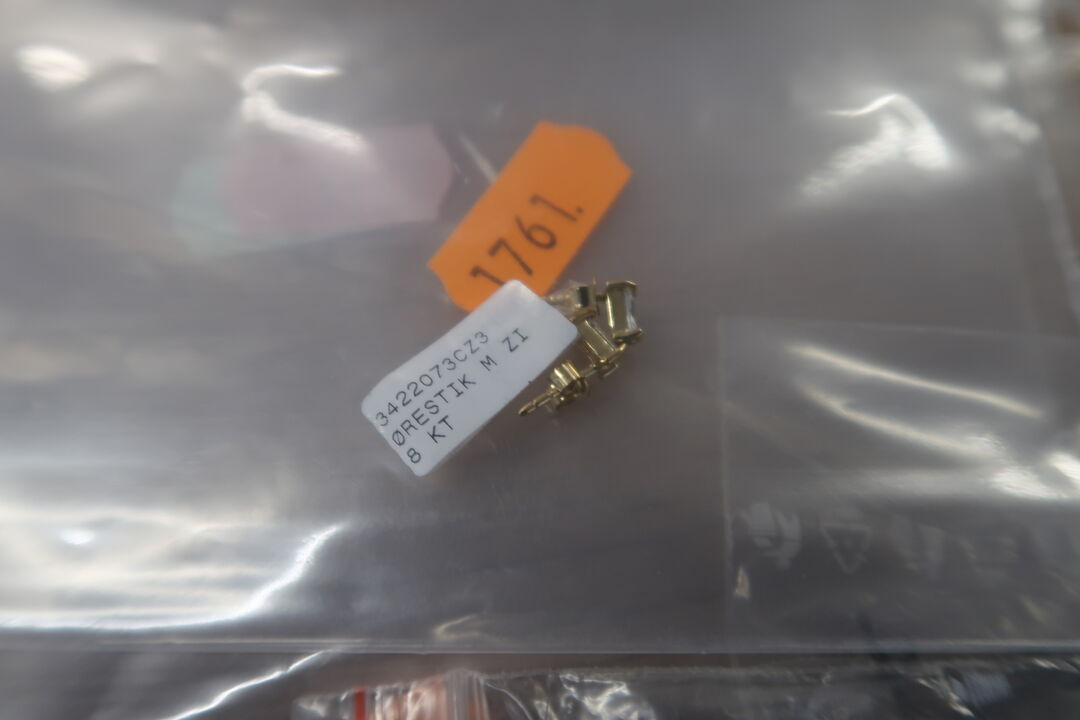 1761.
3422073CZ3
ØRESTIK M ZI
8 KT